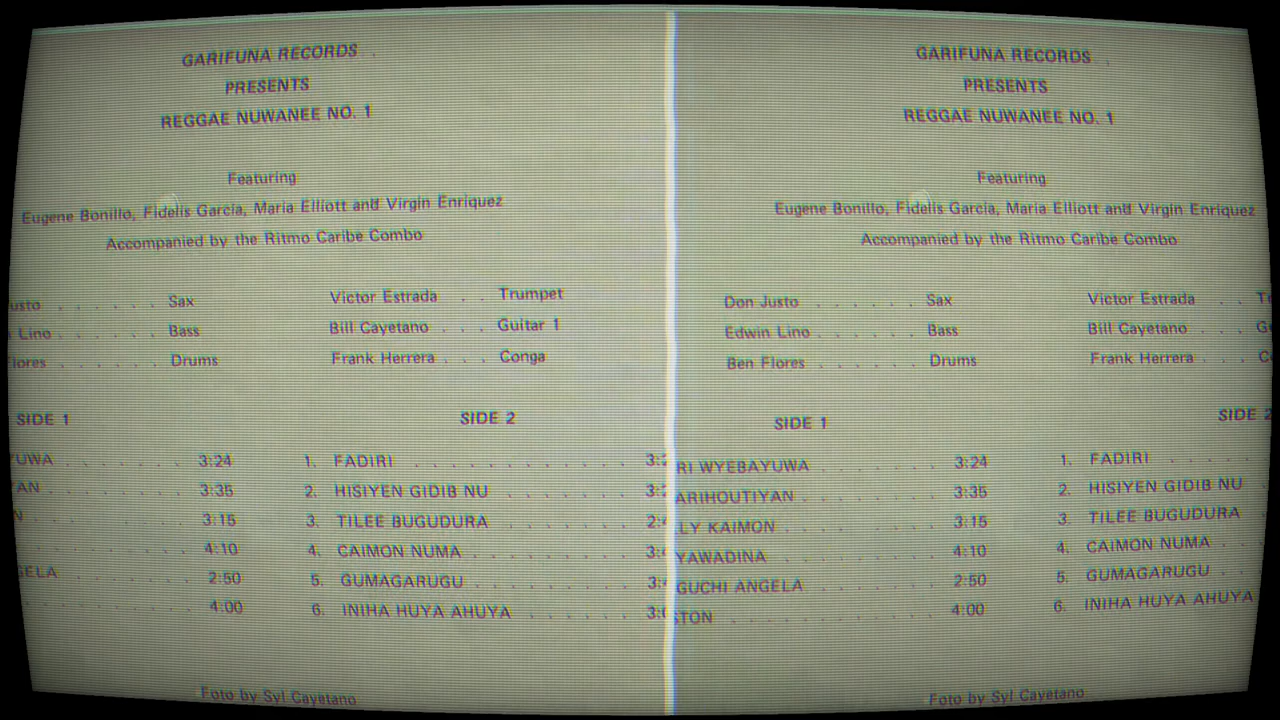 GARIFUNA RECORDS
PRESENTS
REGGAE NUWANEE NO. 1
Featuring
Eugene Bonillo, Fidelis Garcia, Maria Elliott and Virgin Enriquez
Accompanied by the Ritmo Caribe Combo
Sax Victor Estrada . . Trumpet
Lino . . . . . Bass Bill Cayetano . . . Guitar 1
Drums Frank Herrera . . . Conga
SIDE 1 SIDE 2
3:24 1. FADIRI
3:35 2. HISIYEN GIDIB NU
3:15 3. TILEE BUGUDURA
4:10 4. CAIMON NUMA
2:50 5. GUMAGARUGU
4:00 6. INIHA HUYA AHUYA
Foto by Syl Cayetano
GARIFUNA RECORDS
PRESENTS
REGGAE NUWANEE NO. 1
Featuring
Eugene Bonillo, Fidelis Garcia, Maria Elliott and Virgin Enriquez
Accompanied by the Ritmo Caribe Combo
Don Justo . . . . . . Sax Victor Estrada
Edwin Lino . . . . . Bass Bill Cayetano
Ben Flores . . . . . Drums Frank Herrera
SIDE 1 SIDE 2
WYEBAYUWA 3:24 1. FADIRI
3:35 2. HISIYEN GIDIB NU
KAIMON 3:15 3. TILEE BUGUDURA
4:10 4. CAIMON NUMA
ANGELA 2:50 5. GUMAGARUGU
4:00 6. INIHA HUYA AHUYA
Foto by Syl Cayetano